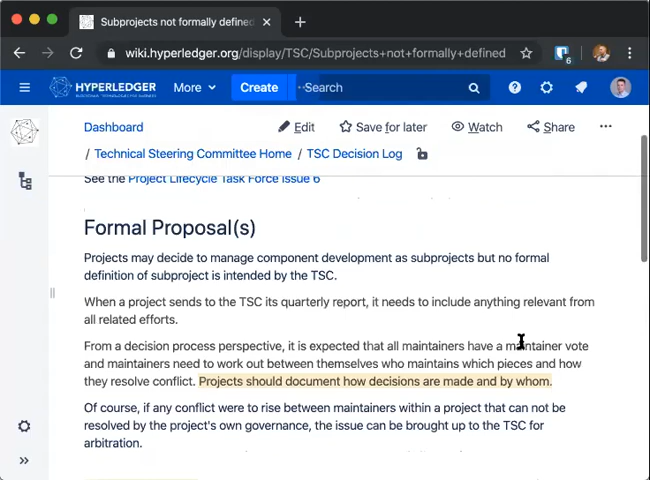 Subprojects not formally defined
wiki.hyperledger.org/display/TSC/Subprojects+not+formally+defined
6
HYPERLEDGER
More
Create
Search
Dashboard
Edit
Save for later
Watch
Share
/ Technical Steering Committee Home / TSC Decision Log
See the Project Lifecycle Task Force Issue 6
Formal Proposal(s)
Projects may decide to manage component development as subprojects but no formal
definition of subproject is intended by the TSC.
When a project sends to the TSC its quarterly report, it needs to include anything relevant from
all related efforts.
From a decision process perspective, it is expected that all maintainers have a maintainer vote
and maintainers need to work out between themselves who maintains which pieces and how
they resolve conflict. Projects should document how decisions are made and by whom.
Of course, if any conflict were to rise between maintainers within a project that can not be
resolved by the project's own governance, the issue can be brought up to the TSC for
arbitration.